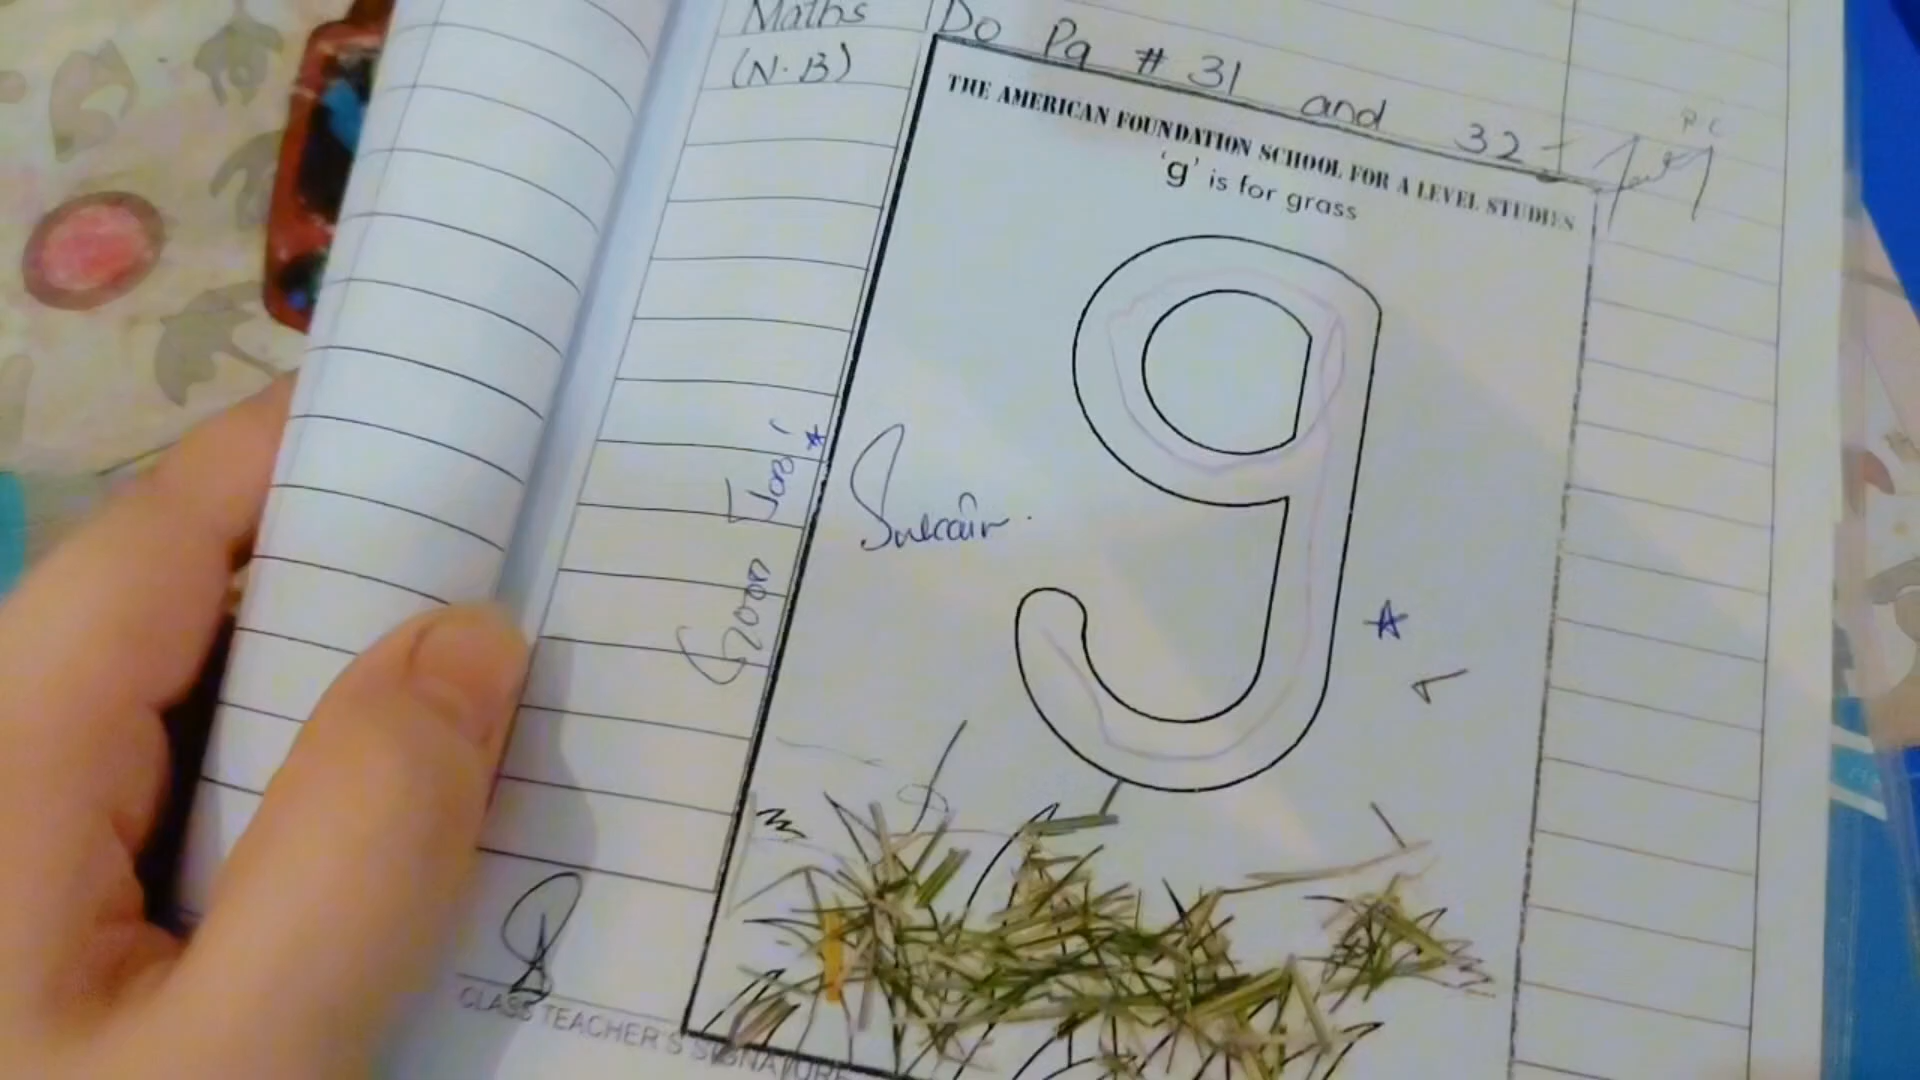 Maths
(N.B)
Do Pg # 31 and 32
THE AMERICAN FOUNDATION SCHOOL FOR A LEVEL STUDIES
'g' is for grass
g
Good
CLASS TEACHER'S SIGNATURE